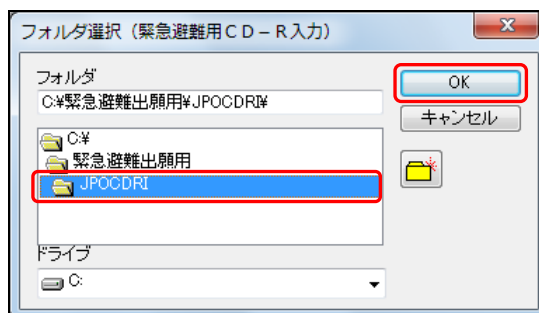 フォルダ選択（緊急避難用ＣＤ－Ｒ入力）
フォルダ
C:¥緊急避難出願用¥JPOCDRI¥
OK
キャンセル
C:¥
緊急避難出願用
JPOCDRI
ドライブ
C: